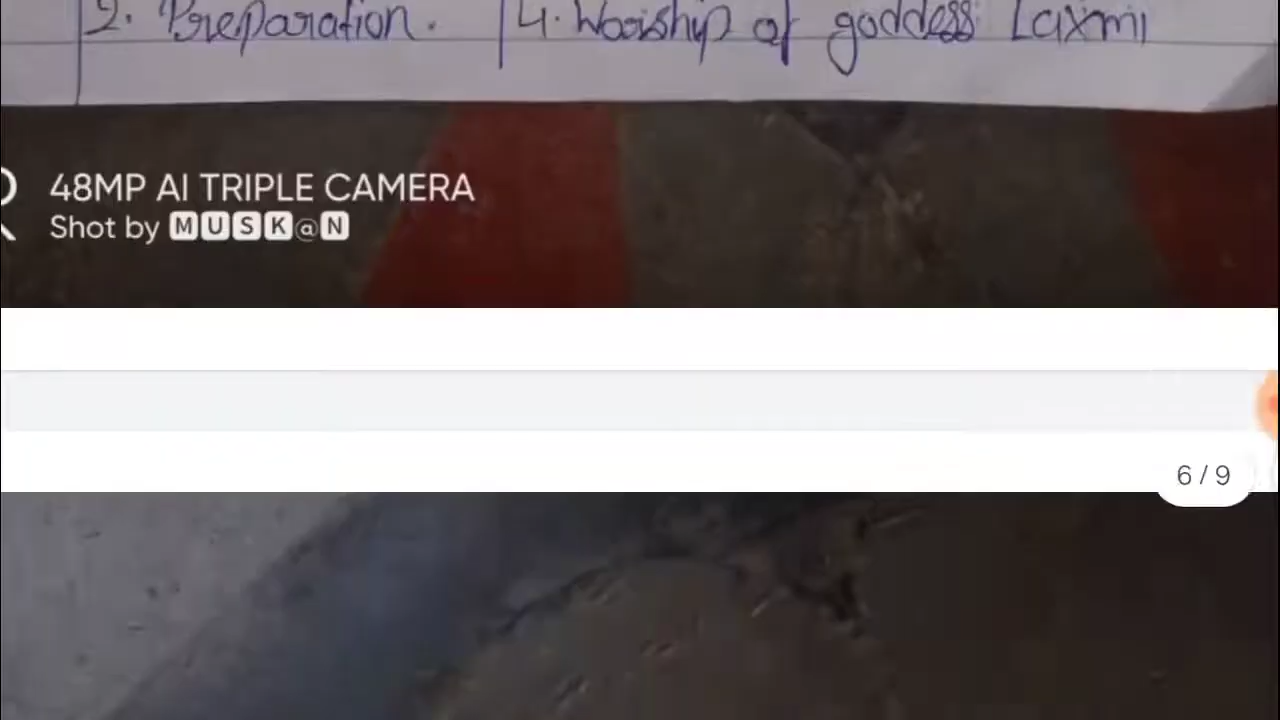 2. Preparation. 4. Worship of goddess Laxmi
48MP AI TRIPLE CAMERA
Shot by MUSK@N
6 / 9